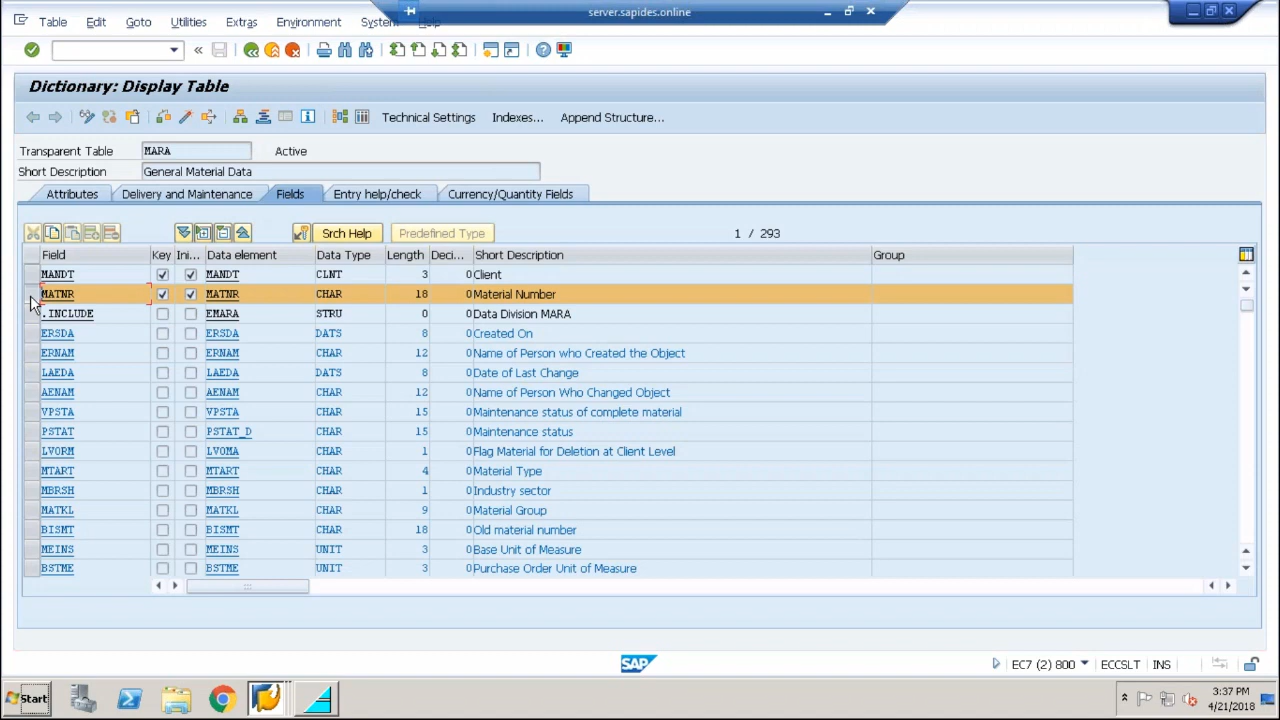 server.sapides.online
Table Edit Goto Utilities Extras Environment System Help
Dictionary: Display Table
Technical Settings Indexes... Append Structure...
Transparent Table MARA Active
Short Description General Material Data
Attributes Delivery and Maintenance Fields Entry help/check Currency/Quantity Fields
Srch Help Predefined Type 1 / 293
Field Key Ini... Data element Data Type Length Deci... Short Description Group
MANDT MANDT CLNT 3 0 Client
MATNR MATNR CHAR 18 0 Material Number
.INCLUDE EMARA STRU 0 0 Data Division MARA
ERSDA ERSDA DATS 8 0 Created On
ERNAM ERNAM CHAR 12 0 Name of Person who Created the Object
LAEDA LAEDA DATS 8 0 Date of Last Change
AENAM AENAM CHAR 12 0 Name of Person Who Changed Object
VPSTA VPSTA CHAR 15 0 Maintenance status of complete material
PSTAT PSTAT_D CHAR 15 0 Maintenance status
LVORM LVOMA CHAR 1 0 Flag Material for Deletion at Client Level
MTART MTART CHAR 4 0 Material Type
MBRSH MBRSH CHAR 1 0 Industry sector
MATKL MATKL CHAR 9 0 Material Group
BISMT BISMT CHAR 18 0 Old material number
MEINS MEINS UNIT 3 0 Base Unit of Measure
BSTME BSTME UNIT 3 0 Purchase Order Unit of Measure
SAP EC7 (2) 800 ECCSLT INS
Start 3:37 PM
4/21/2018